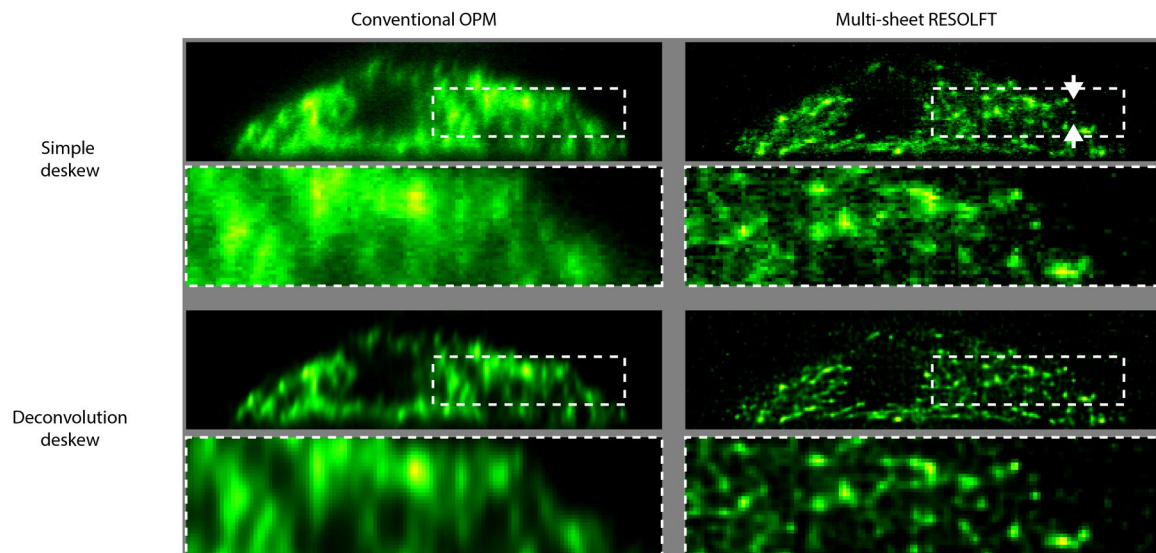 Conventional OPM
Multi-sheet RESOLFT
Simple
deskew
Deconvolution
deskew